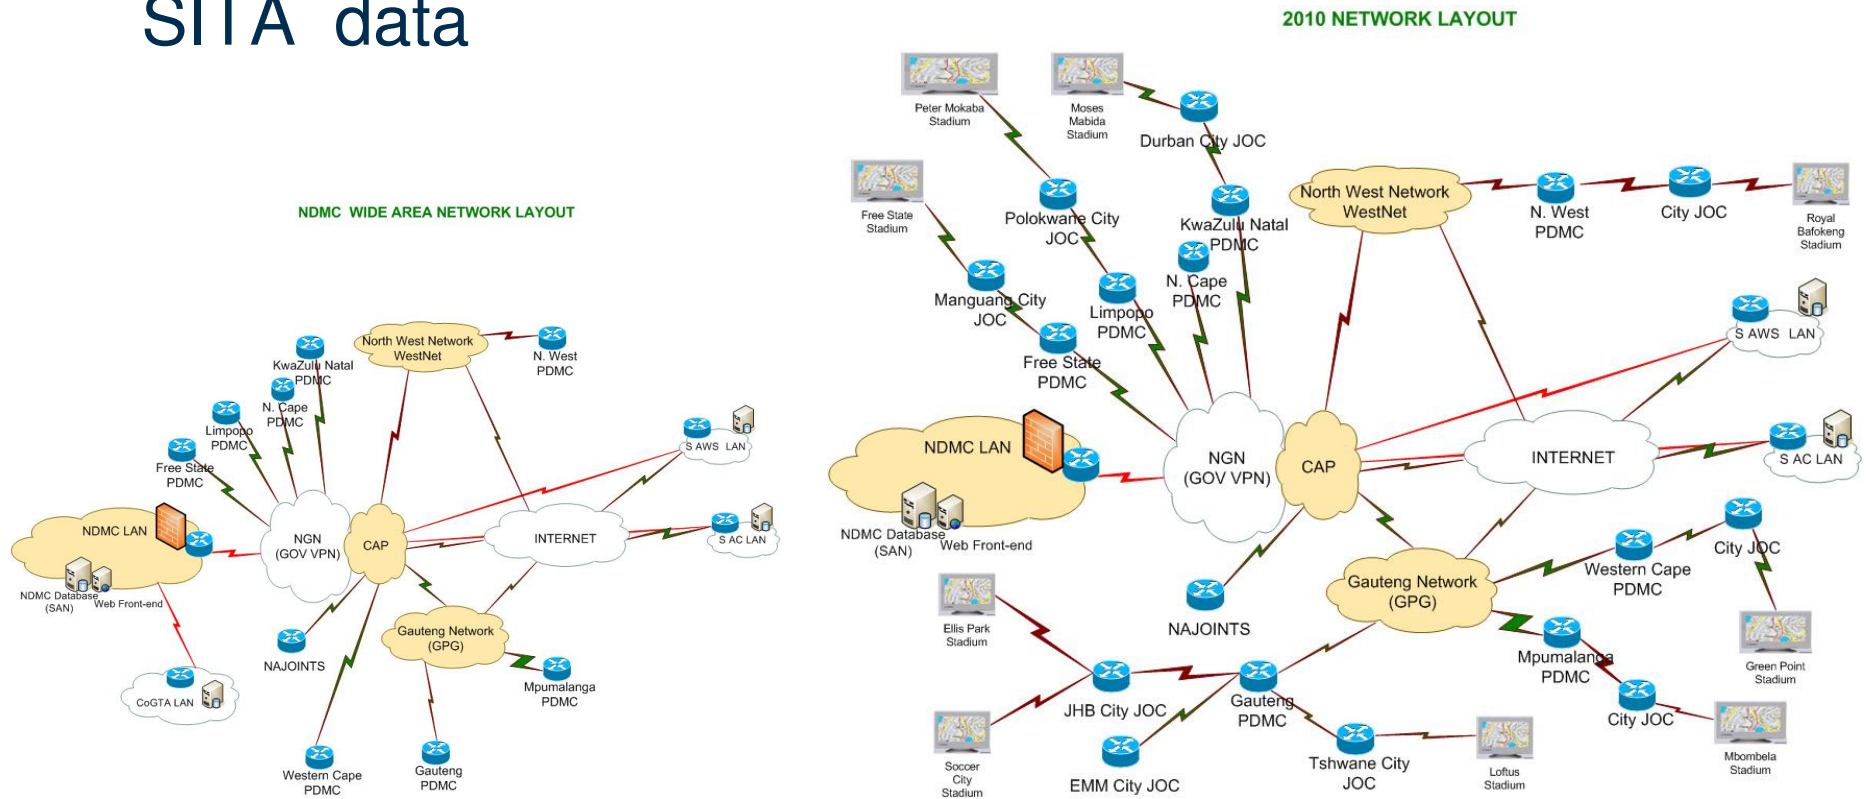 SITA data
NDMC WIDE AREA NETWORK LAYOUT
North West Network
WestNet
N. West
PDMC
KwaZulu Natal
PDMC
N. Cape
PDMC
Limpopo
PDMC
Free State
PDMC
S AWS LAN
NDMC LAN
NGN
(GOV VPN)
CAP
INTERNET
S AC LAN
NDMC Database
(SAN)
Web Front-end
NAJOINTS
Gauteng Network
(GPG)
Mpumalanga
PDMC
CoGTA LAN
Western Cape
PDMC
Gauteng
PDMC
2010 NETWORK LAYOUT
Peter Mokaba
Stadium
Moses
Mabida
Stadium
Durban City JOC
Free State
Stadium
Polokwane City
JOC
KwaZulu Natal
PDMC
North West Network
WestNet
N. West
PDMC
City JOC
Royal
Bafokeng
Stadium
Manguang City
JOC
N. Cape
PDMC
Limpopo
PDMC
Free State
PDMC
S AWS LAN
NDMC LAN
NGN
(GOV VPN)
CAP
INTERNET
S AC LAN
NDMC Database
(SAN)
Web Front-end
City JOC
Western Cape
PDMC
Gauteng Network
(GPG)
NAJOINTS
Ellis Park
Stadium
Mpumalanga
PDMC
Green Point
Stadium
JHB City JOC
Gauteng
PDMC
City JOC
Soccer
City
Stadium
EMM City JOC
Tshwane City
JOC
Loftus
Stadium
Mbombela
Stadium